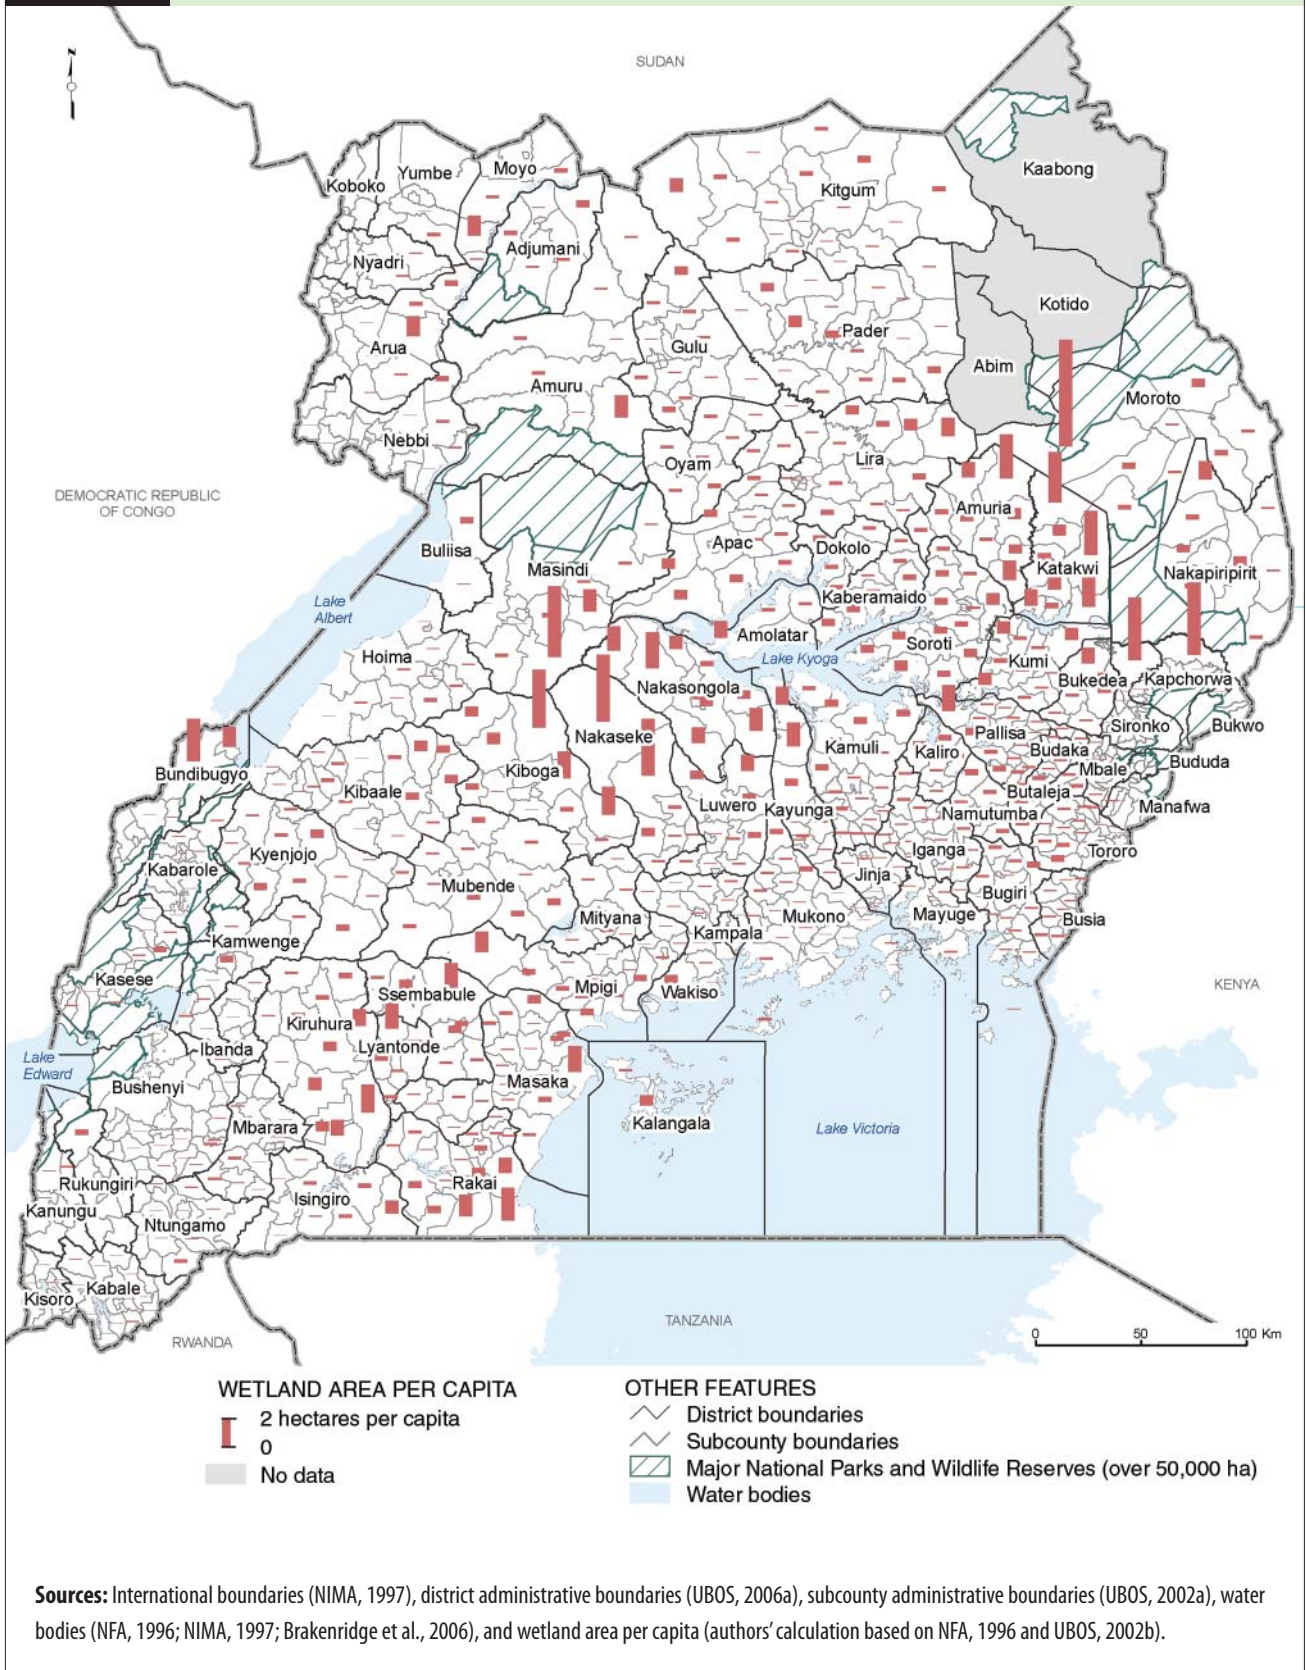 N
SUDAN
Kaabong
Moyo
Yumbe
Koboko
Kitgum
Adjumani
Nyadri
Kotido
Arua
Gulu
Pader
Abim
Amuru
Moroto
Nebbi
Oyam
Lira
DEMOCRATIC REPUBLIC
OF CONGO
Amuria
Buliisa
Apac
Dokolo
Masindi
Katakwi
Nakapiripirit
Lake
Albert
Kaberamaido
Amolatar
Soroti
Hoima
Lake Kyoga
Kumi
Nakasongola
Bukedea
Kapchorwa
Sironko
Bukwo
Nakaseke
Pallisa
Kamuli
Kaliro
Budaka
Bundibugyo
Kiboga
Mbale
Bududa
Kibaale
Butaleja
Luwero
Kayunga
Namutumba
Manafwa
Kyenjojo
Iganga
Tororo
Kabarole
Jinja
Mubende
Bugiri
Mityana
Mukono
Mayuge
Busia
Kampala
Kamwenge
Kasese
Ssembabule
Mpigi
Wakiso
KENYA
Kiruhura
Ibanda
Lyantonde
Lake
Edward
Bushenyi
Masaka
Mbarara
Kalangala
Lake Victoria
Rukungiri
Rakai
Isingiro
Kanungu
Ntungamo
Kabale
Kisoro
TANZANIA
RWANDA
0 50 100 Km
WETLAND AREA PER CAPITA
2 hectares per capita
0
No data
OTHER FEATURES
District boundaries
Subcounty boundaries
Major National Parks and Wildlife Reserves (over 50,000 ha)
Water bodies
Sources: International boundaries (NIMA, 1997), district administrative boundaries (UBOS, 2006a), subcounty administrative boundaries (UBOS, 2002a), water
bodies (NFA, 1996; NIMA, 1997; Brakenridge et al., 2006), and wetland area per capita (authors' calculation based on NFA, 1996 and UBOS, 2002b).